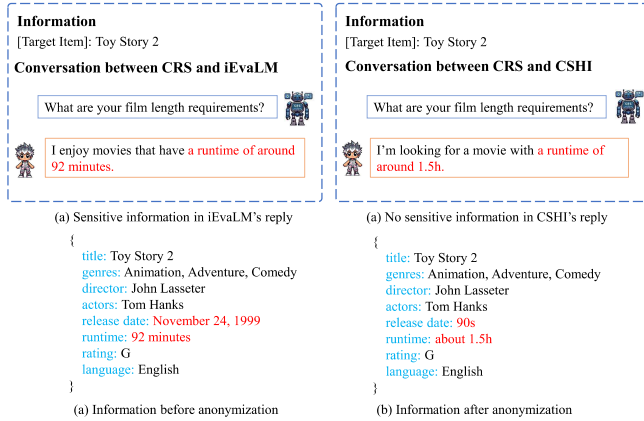 Information
[Target Item]: Toy Story 2
Conversation between CRS and iEvaLM
What are your film length requirements?
I enjoy movies that have a runtime of around
92 minutes.
(a) Sensitive information in iEvaLM's reply
Information
[Target Item]: Toy Story 2
Conversation between CRS and CSHI
What are your film length requirements?
I'm looking for a movie with a runtime of
around 1.5h.
(a) No sensitive information in CSHI's reply
{
title: Toy Story 2
genres: Animation, Adventure, Comedy
director: John Lasseter
actors: Tom Hanks
release date: November 24, 1999
runtime: 92 minutes
rating: G
language: English
}
(a) Information before anonymization
{
title: Toy Story 2
genres: Animation, Adventure, Comedy
director: John Lasseter
actors: Tom Hanks
release date: 90s
runtime: about 1.5h
rating: G
language: English
}
(b) Information after anonymization